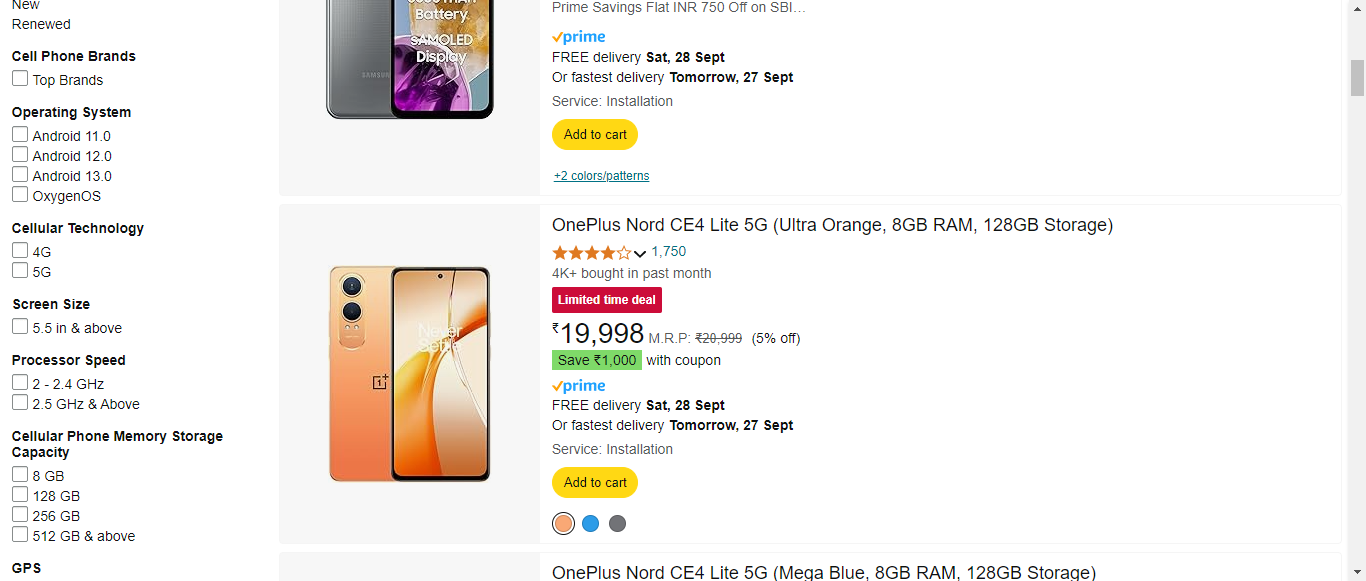 New
Renewed
Cell Phone Brands
Top Brands
Operating System
Android 11.0
Android 12.0
Android 13.0
OxygenOS
Cellular Technology
4G
5G
Screen Size
5.5 in & above
Processor Speed
2 - 2.4 GHz
2.5 GHz & Above
Cellular Phone Memory Storage
Capacity
8 GB
128 GB
256 GB
512 GB & above
GPS
Battery
SAMOLED
Display
SAMSUNG
Prime Savings Flat INR 750 Off on SBI…
prime
FREE delivery Sat, 28 Sept
Or fastest delivery Tomorrow, 27 Sept
Service: Installation
Add to cart
+2 colors/patterns
Never
Settle
1+
OnePlus Nord CE4 Lite 5G (Ultra Orange, 8GB RAM, 128GB Storage)
1,750
4K+ bought in past month
Limited time deal
₹19,998 M.R.P: ₹20,999 (5% off)
Save ₹1,000 with coupon
prime
FREE delivery Sat, 28 Sept
Or fastest delivery Tomorrow, 27 Sept
Service: Installation
Add to cart
OnePlus Nord CE4 Lite 5G (Mega Blue, 8GB RAM, 128GB Storage)